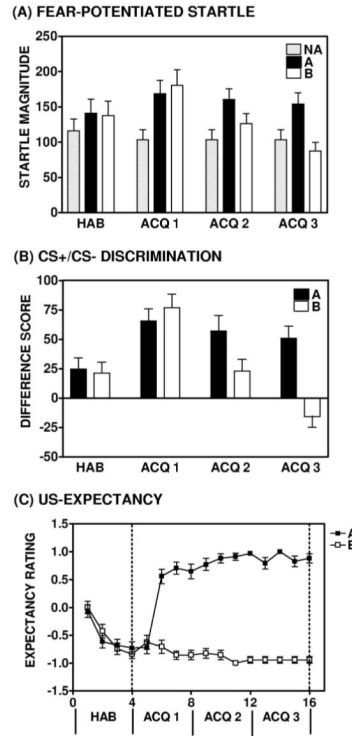 (A) FEAR-POTENTIATED STARTLE
STARTLE MAGNITUDE
250
200
150
100
50
0
NA
A
B
HAB ACQ 1 ACQ 2 ACQ 3
(B) CS+/CS- DISCRIMINATION
DIFFERENCE SCORE
100
75
50
25
0
-25
-50
A
B
HAB ACQ 1 ACQ 2 ACQ 3
(C) US-EXPECTANCY
EXPECTANCY RATING
1.5
1.0
0.5
0.0
-0.5
-1.0
-1.5
A
B
0 4 8 12 16
HAB ACQ 1 ACQ 2 ACQ 3